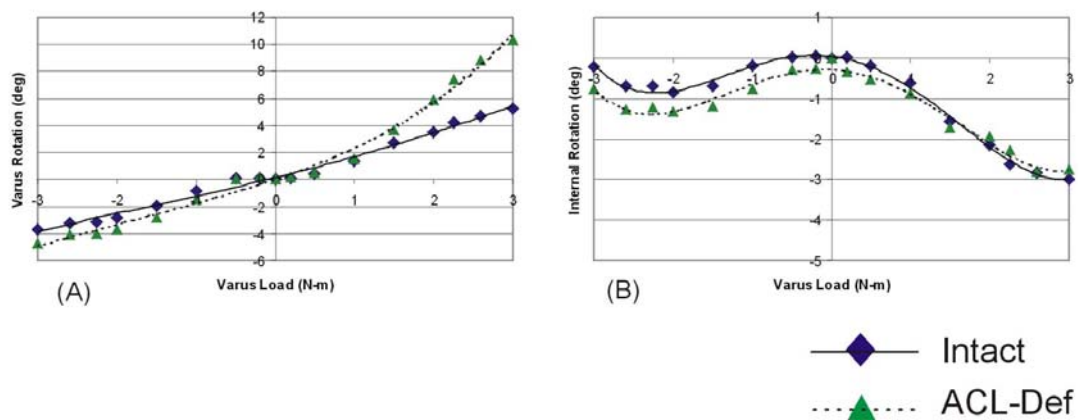 12
10
8
6
4
2
0
-2
-4
-6
-3 -2 -1 0 1 2 3
Varus Rotation (deg)
Varus Load (N-m)
(A)
1
0
-1
-2
-3
-4
-5
-3 -2 -1 0 1 2 3
Internal Rotation (deg)
Varus Load (N-m)
(B)
Intact
ACL-Def